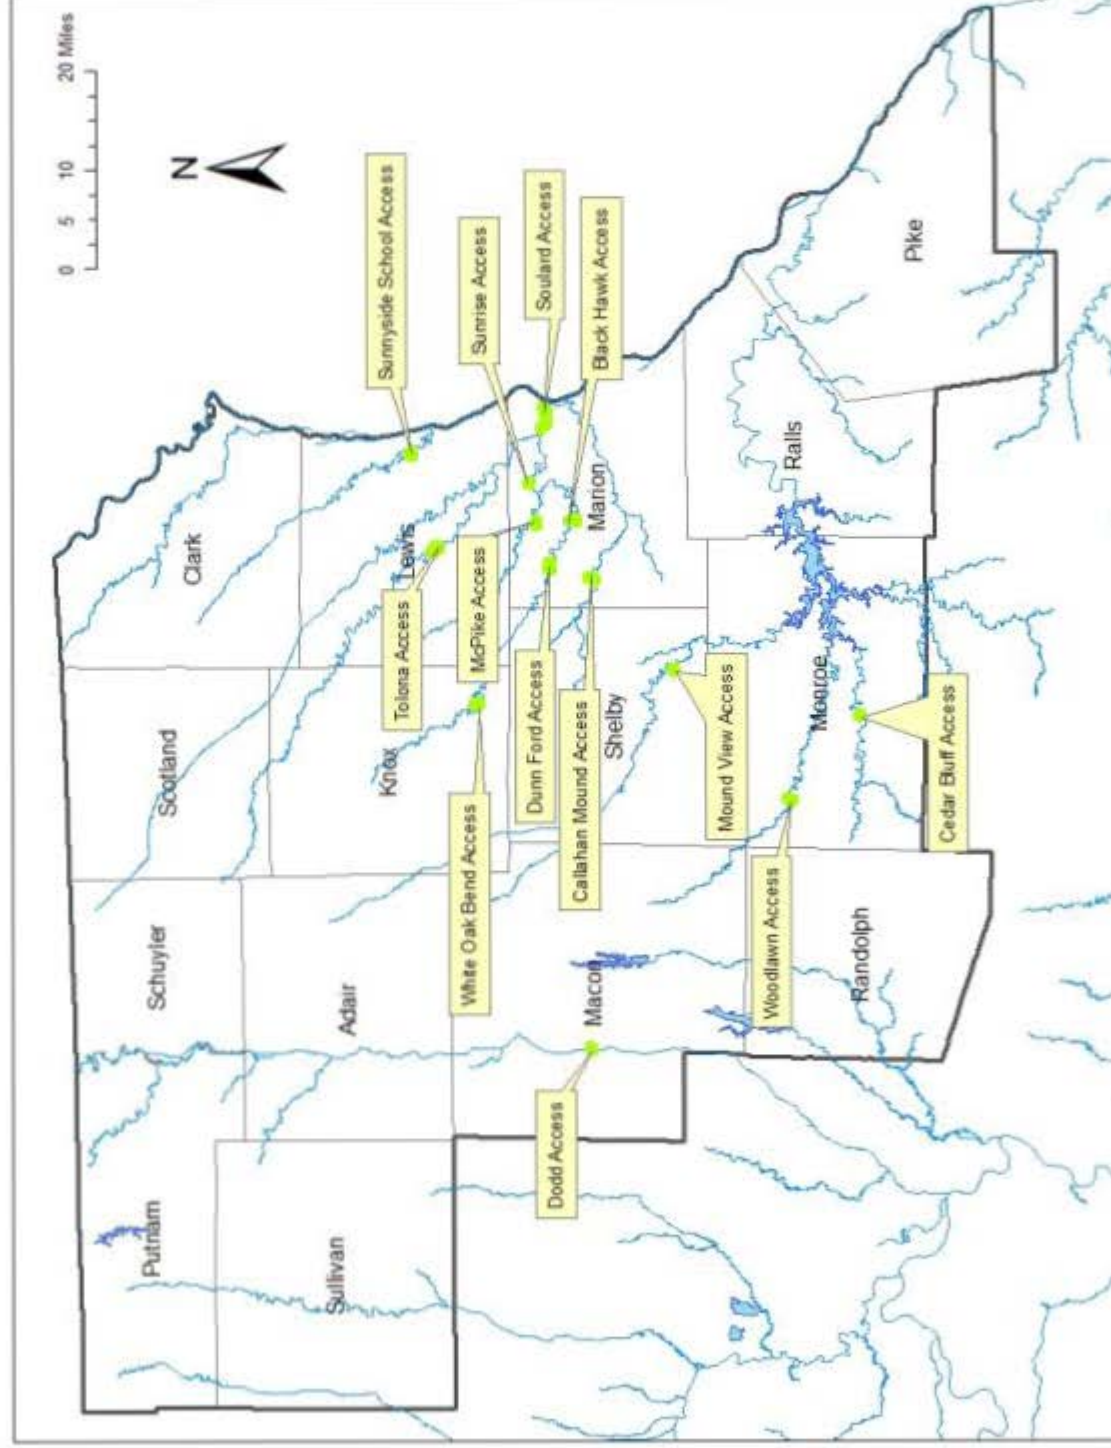 0 5 10 20 Miles
N
Sunnyside School Access
Sunrise Access
Soulard Access
Black Hawk Access
Tolona Access
McPike Access
White Oak Bend Access
Dunn Ford Access
Callahan Mound Access
Mound View Access
Woodlawn Access
Cedar Bluff Access
Dodd Access
Putnam
Schuyler
Scotland
Clark
Sullivan
Adair
Knox
Lewis
Macon
Shelby
Marion
Randolph
Monroe
Ralls
Pike